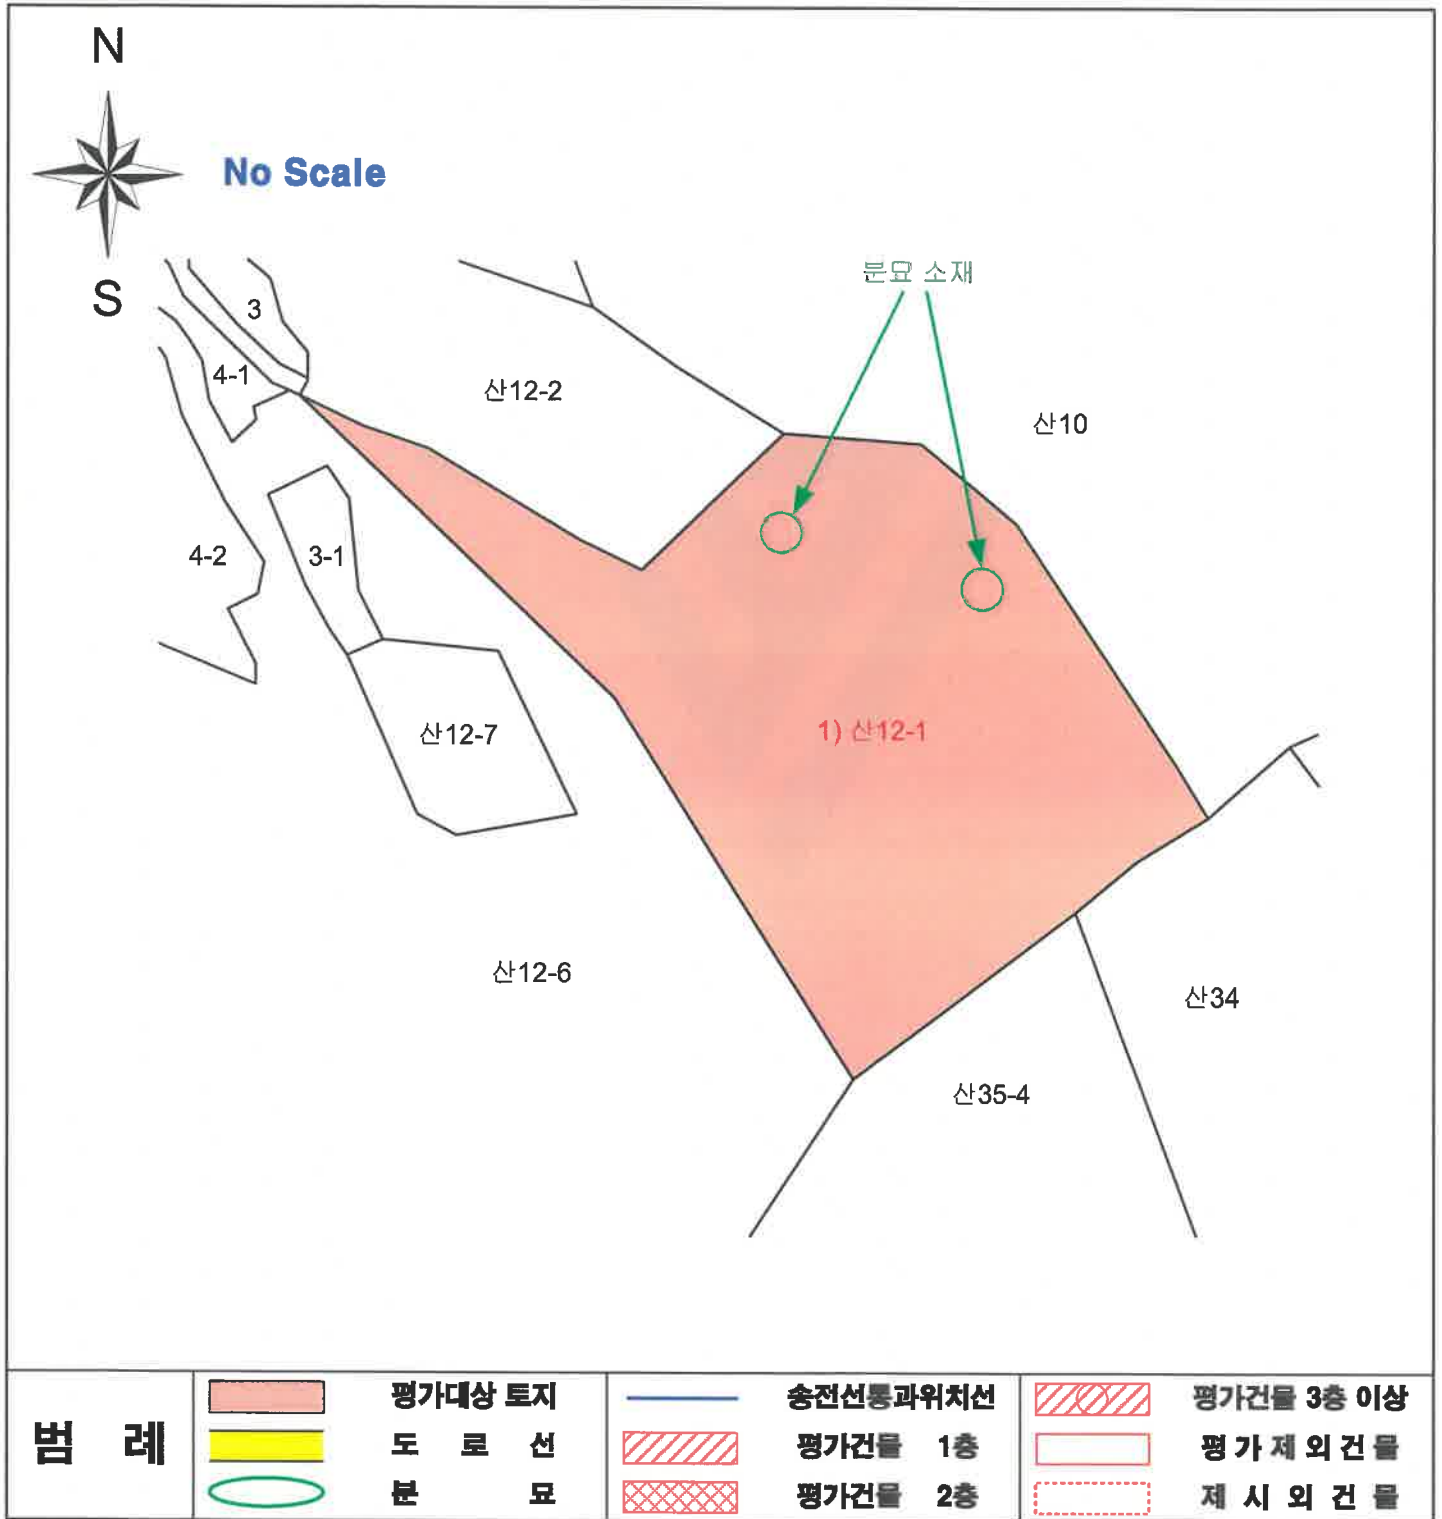 N
No Scale
S
분묘 소재
3
4-1
산12-2
산10
4-2
3-1
1) 산12-1
산12-7
산12-6
산34
산35-4
범 례
평가대상 토지
도 로 선
분 묘
송전선통과위치선
평가건물 1층
평가건물 2층
평가건물 3층 이상
평 가 제 외 건 물
제 시 외 건 물